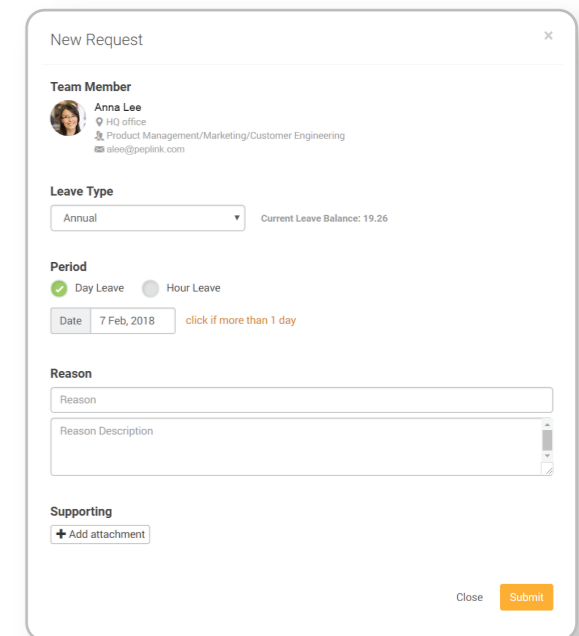 New Request
×
Team Member
Anna Lee
HQ office
Product Management/Marketing/Customer Engineering
alee@peplink.com
Leave Type
Annual
Current Leave Balance: 19.26
Period
Day Leave Hour Leave
Date 7 Feb, 2018 click if more than 1 day
Reason
Reason
Reason Description
Supporting
+ Add attachment
Close Submit